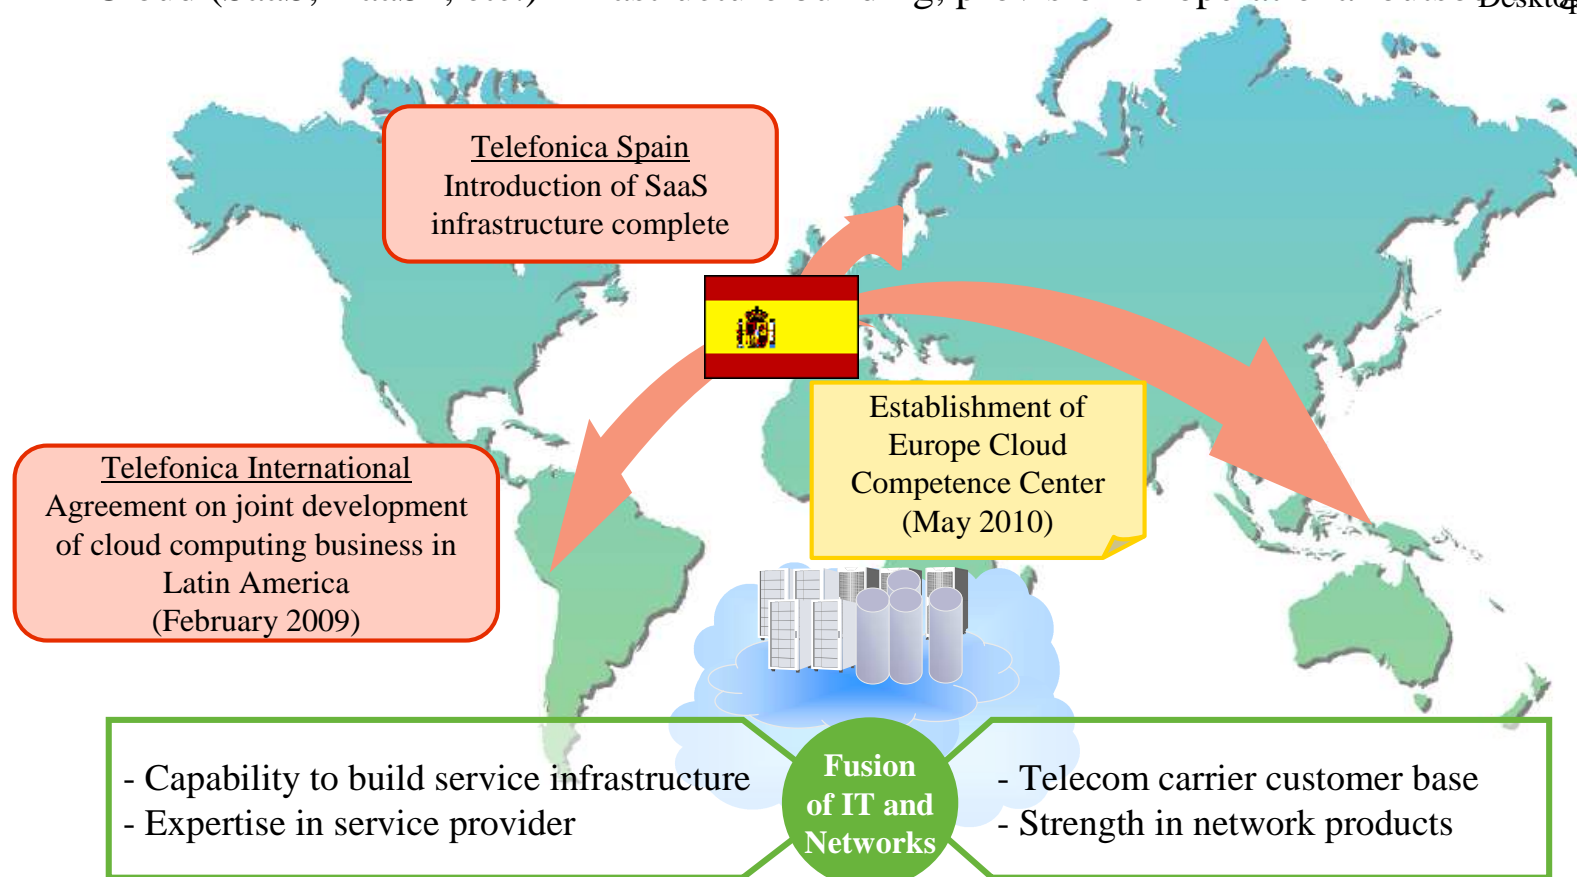 Telefonica Spain
Introduction of SaaS
infrastructure complete
Establishment of
Europe Cloud
Competence Center
(May 2010)
Telefonica International
Agreement on joint development
of cloud computing business in
Latin America
(February 2009)
- Capability to build service infrastructure
- Expertise in service provider
Fusion
of IT and
Networks
- Telecom carrier customer base
- Strength in network products